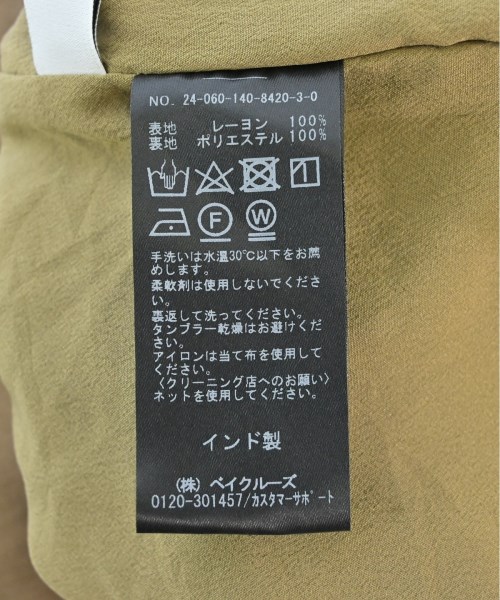 NO. 24-060-140-8420-3-0
表地 レーヨン 100%
裏地 ポリエステル 100%
F W
手洗いは水温30℃以下をお薦
めします。
柔軟剤は使用しないでくださ
い。
裏返して洗ってください。
タンブラー乾燥はお避けくだ
さい。
アイロンは当て布を使用して
ください。
〈クリーニング店へのお願い〉
ネットを使用してください。
インド製
(株) ベイクルーズ
0120-301457/カスタマーサポート